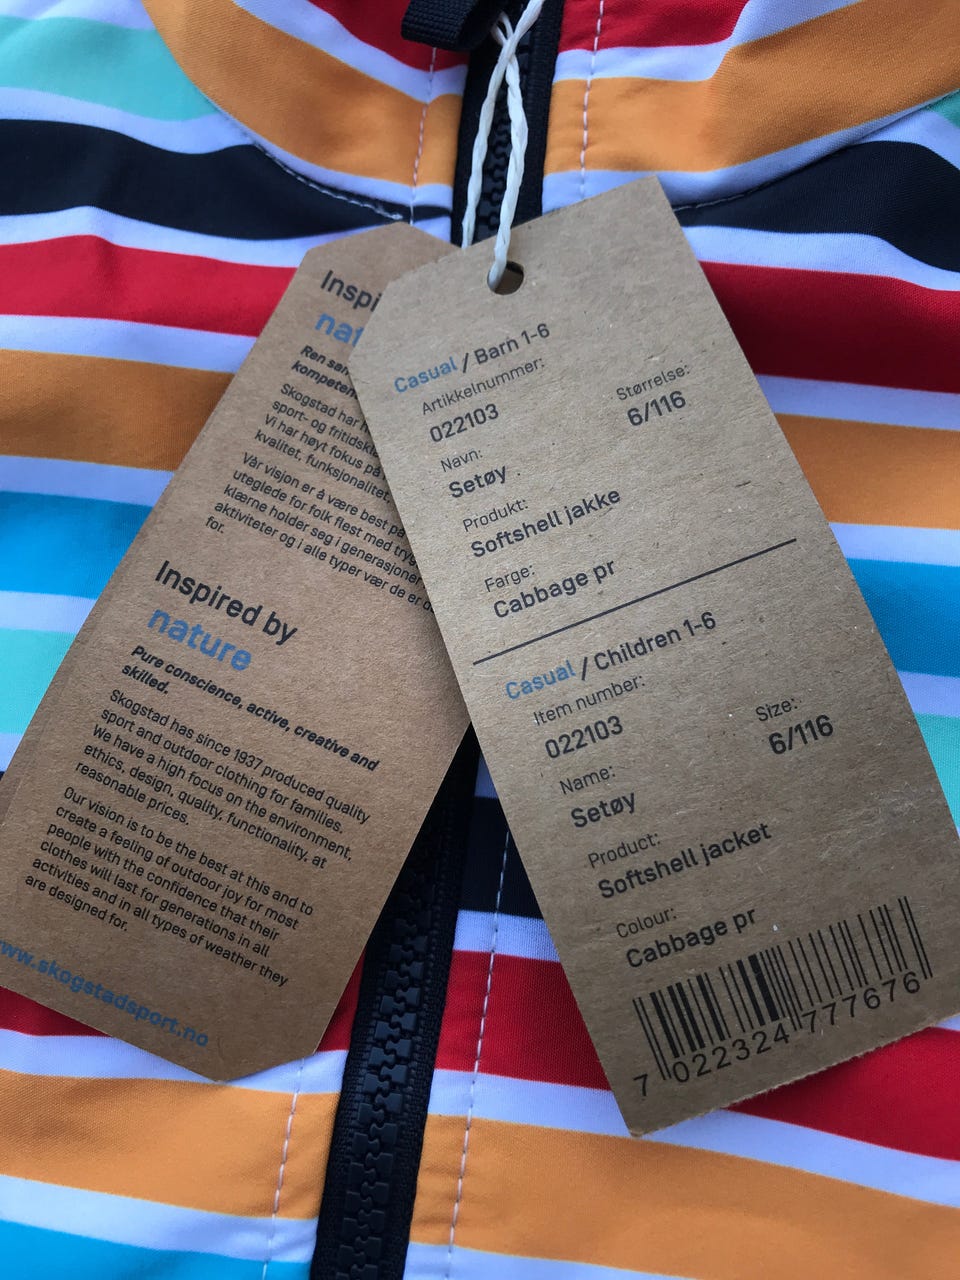 Inspi
nat
Ren sam
kompeten
Skogstad har
sport- og fritidskl
Vi har høyt fokus på
kvalitet, funksjonalitet,
Vår visjon er å være best på
uteglede for folk flest med tryg
klærne holder seg i generasjoner
aktiviteter og i alle typer vær de er d
for.
Inspired by
nature
Pure conscience, active, creative and
skilled.
Skogstad has since 1937 produced quality
sport and outdoor clothing for families.
We have a high focus on the environment,
ethics, design, quality, functionality, at
reasonable prices.
Our vision is to be the best at this and to
create a feeling of outdoor joy for most
people with the confidence that their
clothes will last for generations in all
activities and in all types of weather they
are designed for.
www.skogstadsport.no
Casual / Barn 1-6
Artikkelnummer: Størrelse:
022103 6/116
Navn:
Setøy
Produkt:
Softshell jakke
Farge:
Cabbage pr
Casual / Children 1-6
Item number: Size:
022103 6/116
Name:
Setøy
Product:
Softshell jacket
Colour:
Cabbage pr
7 022324 777676